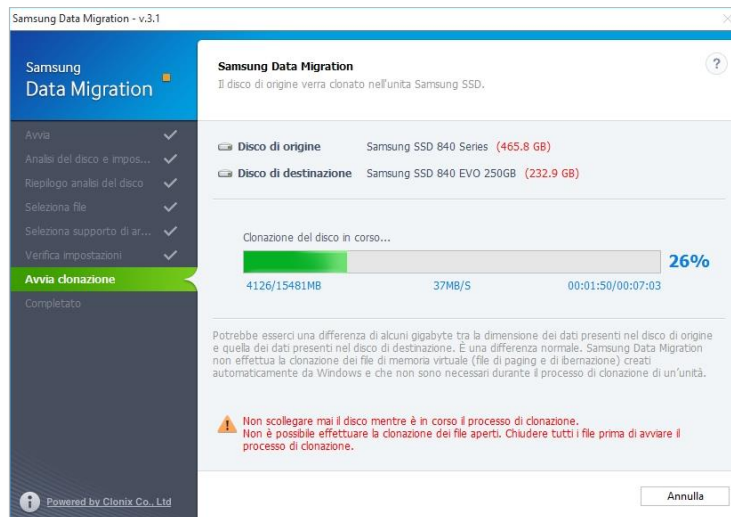 Samsung Data Migration - v.3.1
Samsung
Data Migration
Avvia
Analisi del disco e impos...
Riepilogo analisi del disco
Seleziona file
Seleziona supporto di ar...
Verifica impostazioni
Avvia clonazione
Completato
Powered by Clonix Co., Ltd
Samsung Data Migration
?
Il disco di origine verra clonato nell'unita Samsung SSD.
Disco di origine Samsung SSD 840 Series (465.8 GB)
Disco di destinazione Samsung SSD 840 EVO 250GB (232.9 GB)
Clonazione del disco in corso...
26%
4126/15481MB 37MB/S 00:01:50/00:07:03
Potrebbe esserci una differenza di alcuni gigabyte tra la dimensione dei dati presenti nel disco di origine
e quella dei dati presenti nel disco di destinazione. È una differenza normale. Samsung Data Migration
non effettua la clonazione dei file di memoria virtuale (file di paging e di ibernazione) creati
automaticamente da Windows e che non sono necessari durante il processo di clonazione di un'unità.
Non scollegare mai il disco mentre è in corso il processo di clonazione.
Non è possibile effettuare la clonazione dei file aperti. Chiudere tutti i file prima di avviare il
processo di clonazione.
Annulla